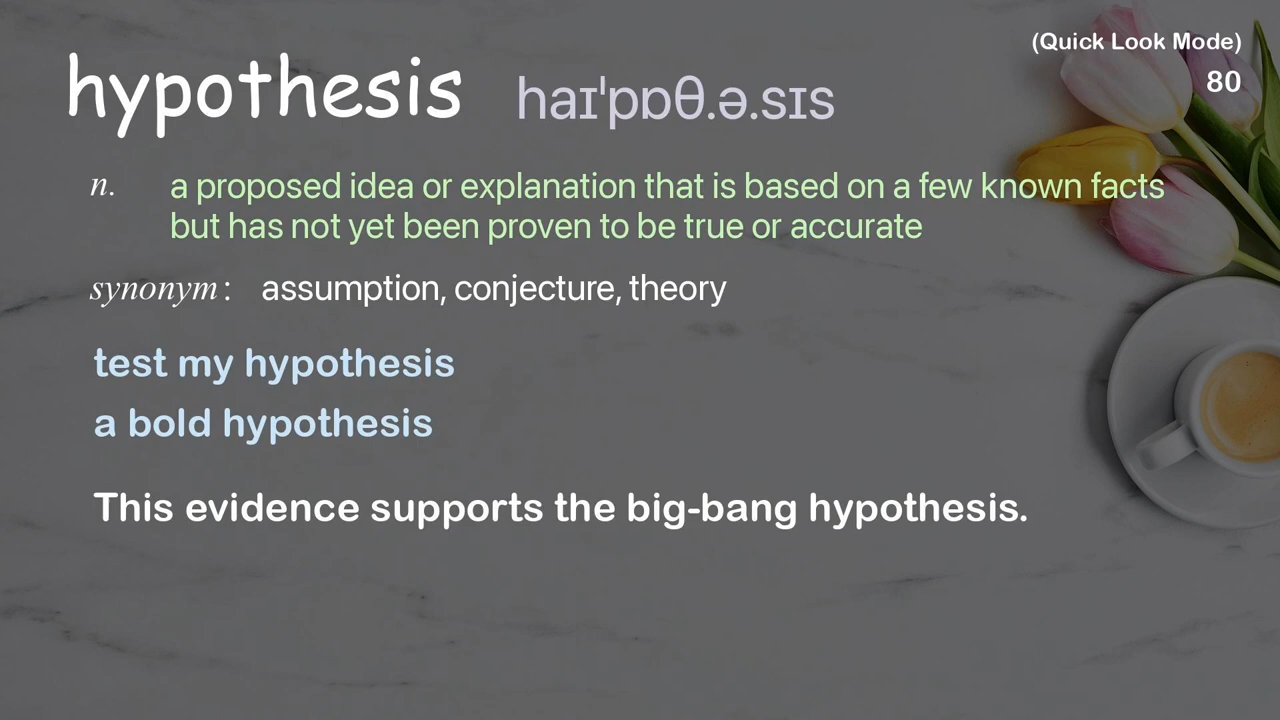 (Quick Look Mode)
80
hypothesis haɪˈpɒθ.ə.sɪs
n. a proposed idea or explanation that is based on a few known facts
but has not yet been proven to be true or accurate
synonym: assumption, conjecture, theory
test my hypothesis
a bold hypothesis
This evidence supports the big-bang hypothesis.